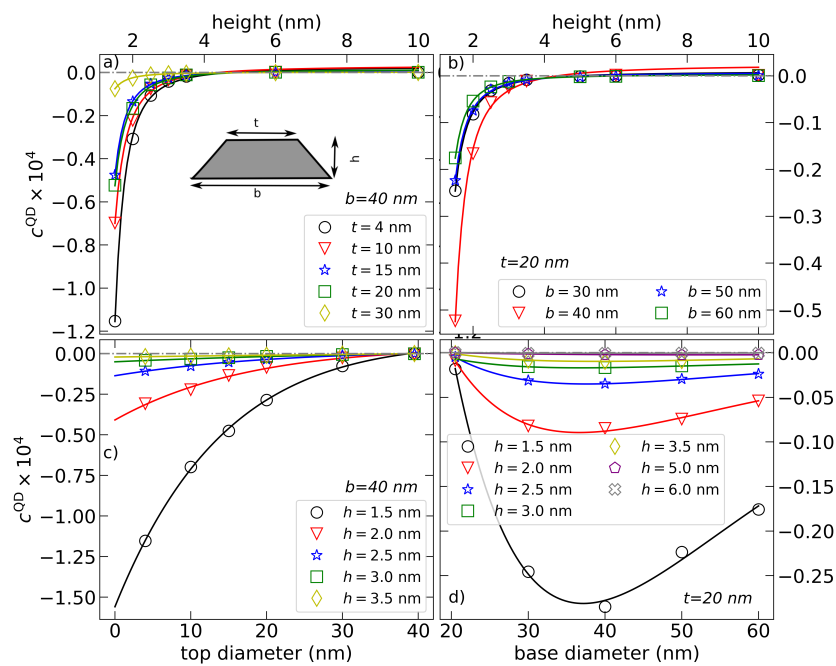 height (nm)
height (nm)
2 4 6 8 10
2 4 6 8 10
a)
b)
0.0
−0.2
−0.4
−0.6
−0.8
−1.0
−1.2
c^QD × 10^4
t
h
b
b=40 nm
t = 4 nm
t = 10 nm
t = 15 nm
t = 20 nm
t = 30 nm
0.0
−0.1
−0.2
−0.3
−0.4
−0.5
t=20 nm
b = 30 nm
b = 40 nm
b = 50 nm
b = 60 nm
0.00
−0.25
−0.50
−0.75
−1.00
−1.25
−1.50
c^QD × 10^4
c)
b=40 nm
h = 1.5 nm
h = 2.0 nm
h = 2.5 nm
h = 3.0 nm
h = 3.5 nm
0 10 20 30 40
top diameter (nm)
1.2
0.00
−0.05
−0.10
−0.15
−0.20
−0.25
h = 1.5 nm
h = 2.0 nm
h = 2.5 nm
h = 3.0 nm
h = 3.5 nm
h = 5.0 nm
h = 6.0 nm
d)
t=20 nm
20 30 40 50 60
base diameter (nm)